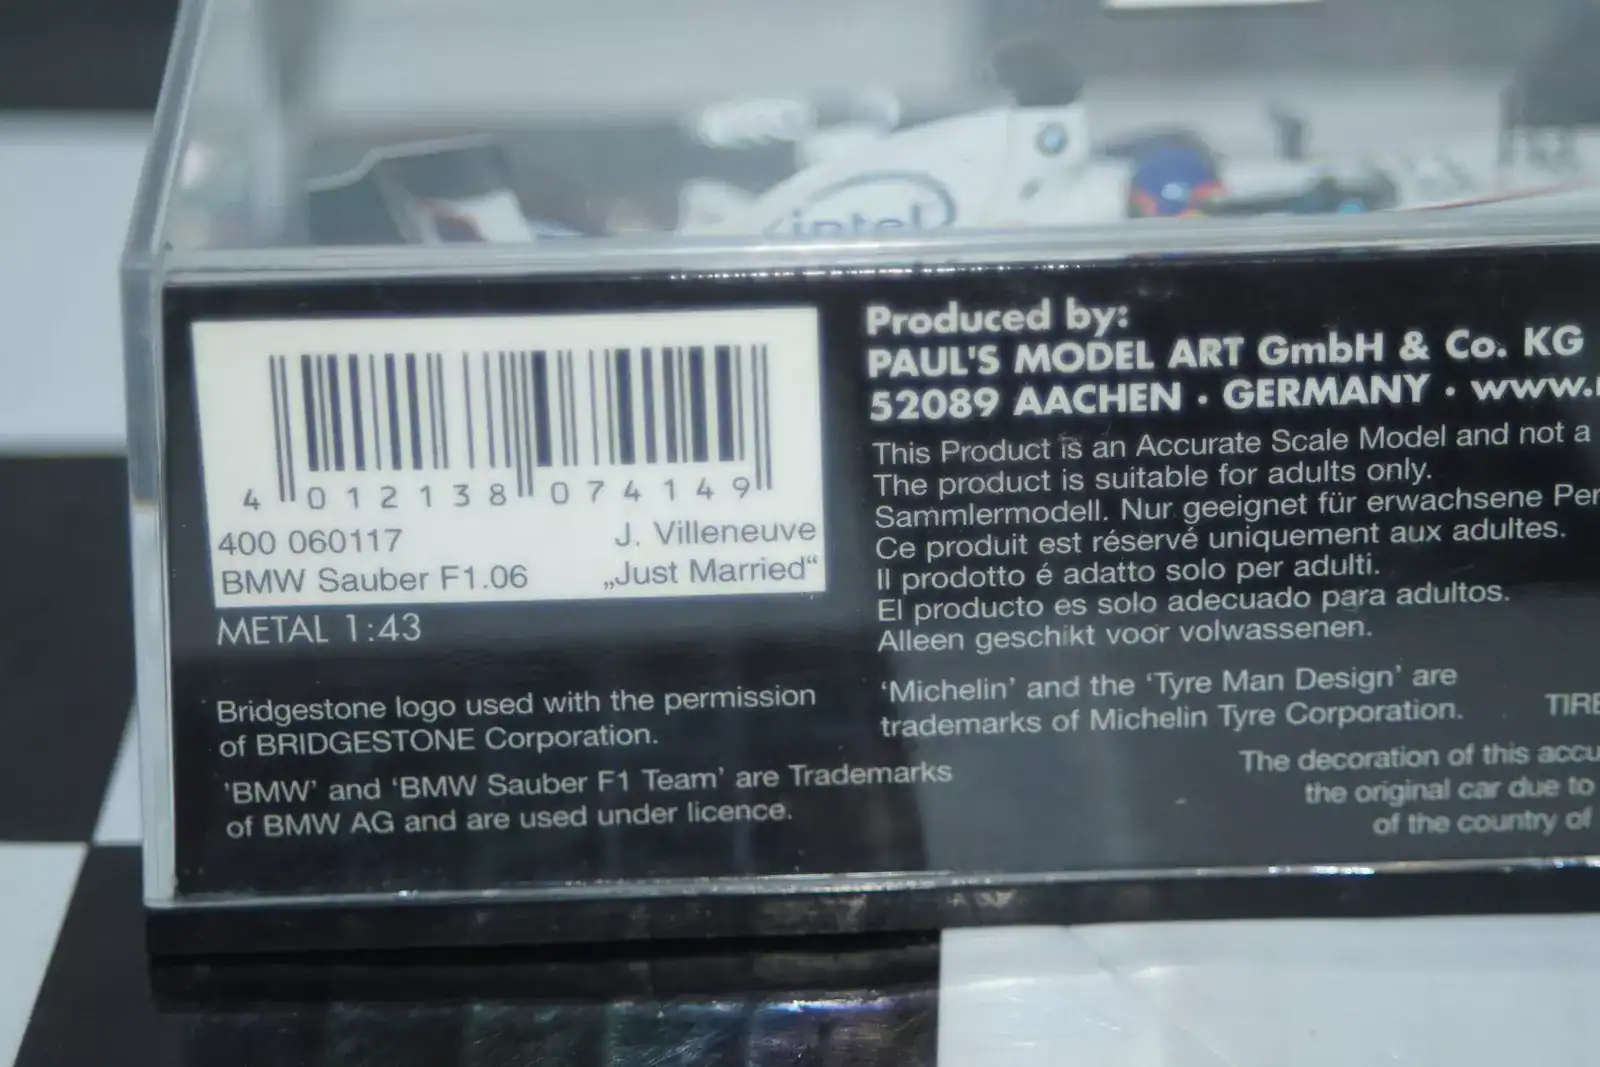 intel
4 012138 074149
400 060117 J. Villeneuve
BMW Sauber F1.06 „Just Married“
METAL 1:43
Bridgestone logo used with the permission
of BRIDGESTONE Corporation.
'BMW' and ‘BMW Sauber F1 Team’ are Trademarks
of BMW AG and are used under licence.
Produced by:
PAUL'S MODEL ART GmbH & Co. KG
52089 AACHEN · GERMANY · www.
This Product is an Accurate Scale Model and not a
The product is suitable for adults only.
Sammlermodell. Nur geeignet für erwachsene Per
Ce produit est réservé uniquement aux adultes.
Il prodotto é adatto solo per adulti.
El producto es solo adecuado para adultos.
Alleen geschikt voor volwassenen.
‘Michelin’ and the ‘Tyre Man Design’ are
trademarks of Michelin Tyre Corporation.
TIRE
The decoration of this accu
the original car due to
of the country of